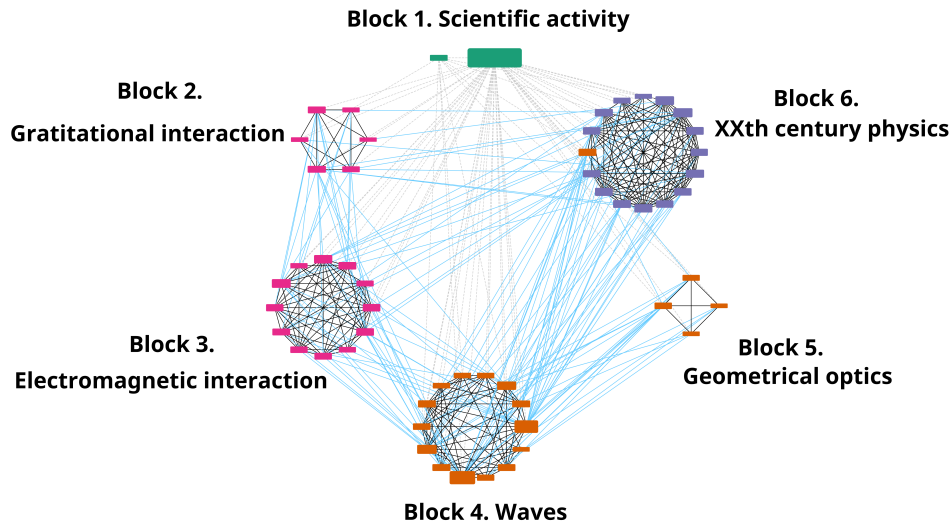 Block 1. Scientific activity
Block 2.
Gratitational interaction
Block 6.
XXth century physics
Block 3.
Electromagnetic interaction
Block 5.
Geometrical optics
Block 4. Waves